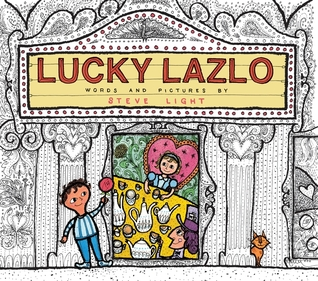 LUCKY LAZLO
WORDS AND PICTURES BY
STEVE LIGHT